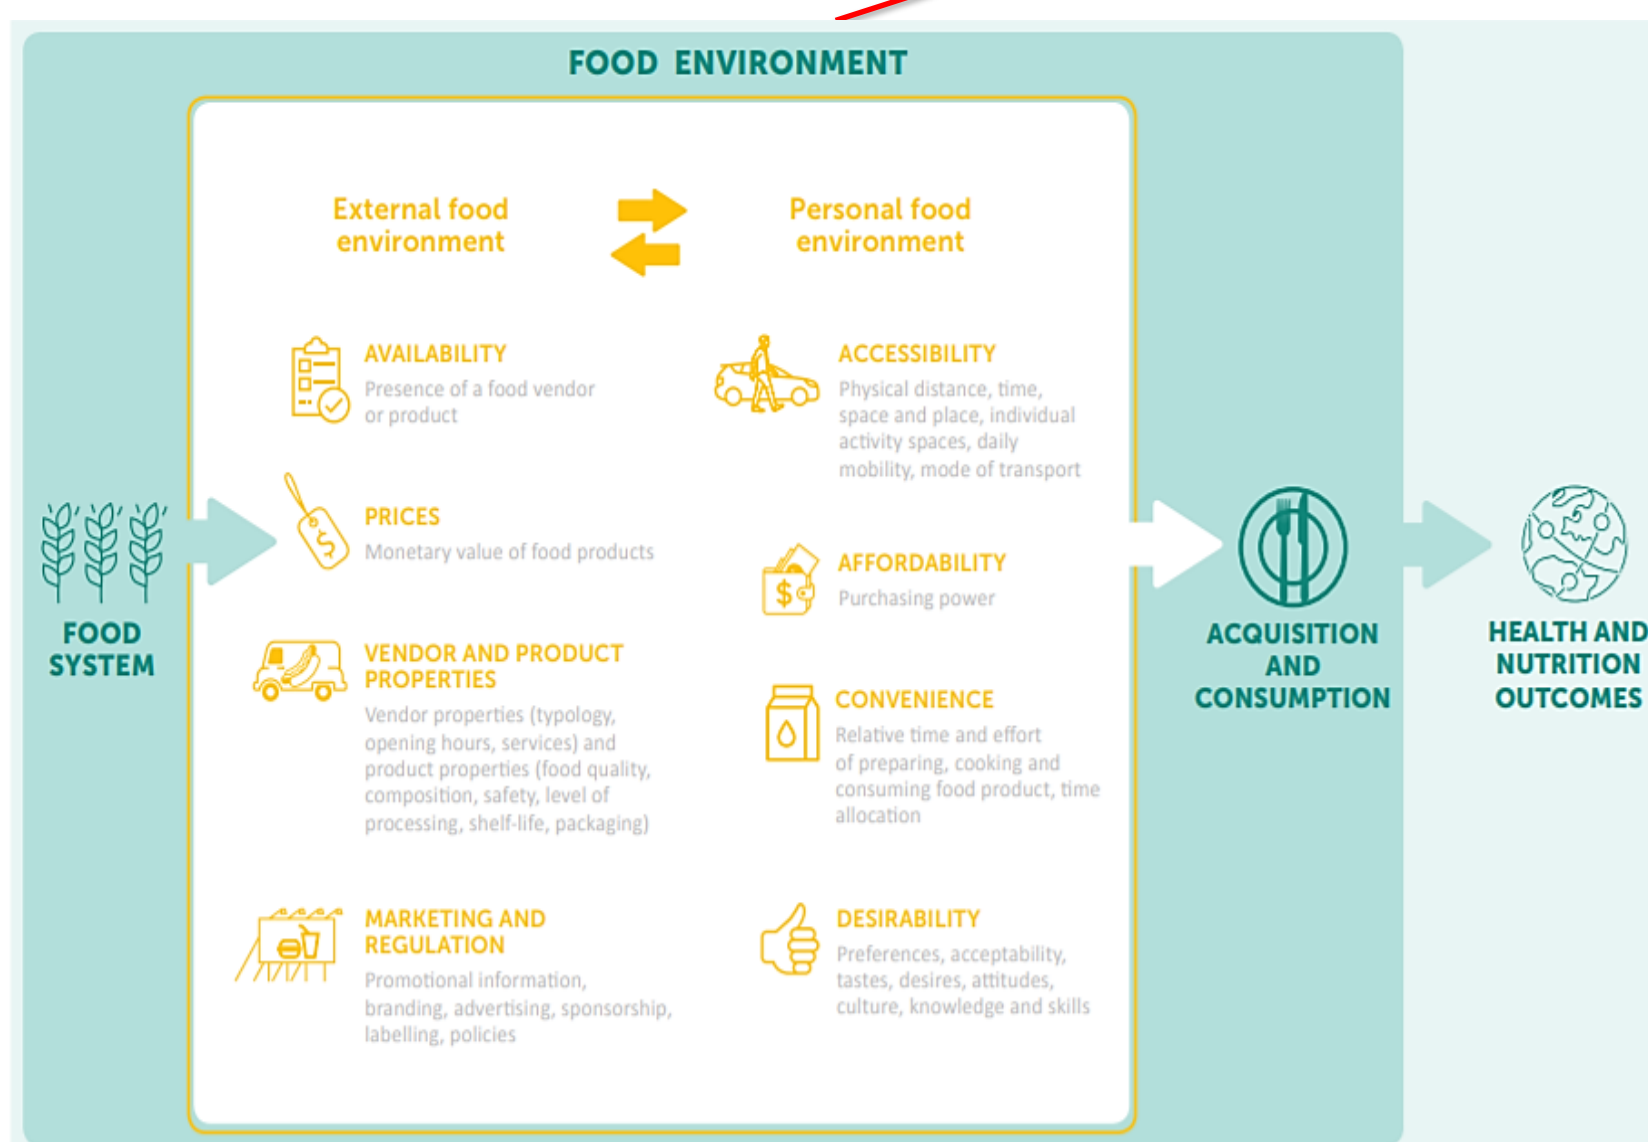 FOOD ENVIRONMENT
External food
environment
Personal food
environment
AVAILABILITY
Presence of a food vendor
or product
PRICES
Monetary value of food products
VENDOR AND PRODUCT
PROPERTIES
Vendor properties (typology,
opening hours, services) and
product properties (food quality,
composition, safety, level of
processing, shelf-life, packaging)
MARKETING AND
REGULATION
Promotional information,
branding, advertising, sponsorship,
labelling, policies
ACCESSIBILITY
Physical distance, time,
space and place, individual
activity spaces, daily
mobility, mode of transport
AFFORDABILITY
Purchasing power
CONVENIENCE
Relative time and effort
of preparing, cooking and
consuming food product, time
allocation
DESIRABILITY
Preferences, acceptability,
tastes, desires, attitudes,
culture, knowledge and skills
FOOD
SYSTEM
ACQUISITION
AND
CONSUMPTION
HEALTH AND
NUTRITION
OUTCOMES